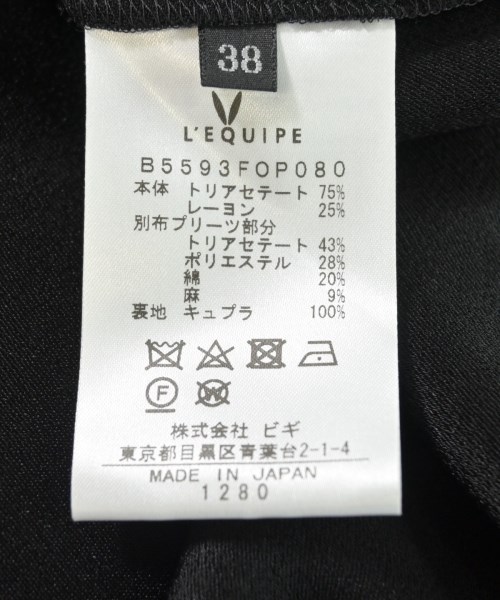 38
L'EQUIPE
B5593FOP080
本体 トリアセテート 75%
レーヨン 25%
別布プリーツ部分
トリアセテート 43%
ポリエステル 28%
綿 20%
麻 9%
裏地 キュプラ 100%
F W
株式会社 ビギ
東京都目黒区青葉台2-1-4
MADE IN JAPAN
1280